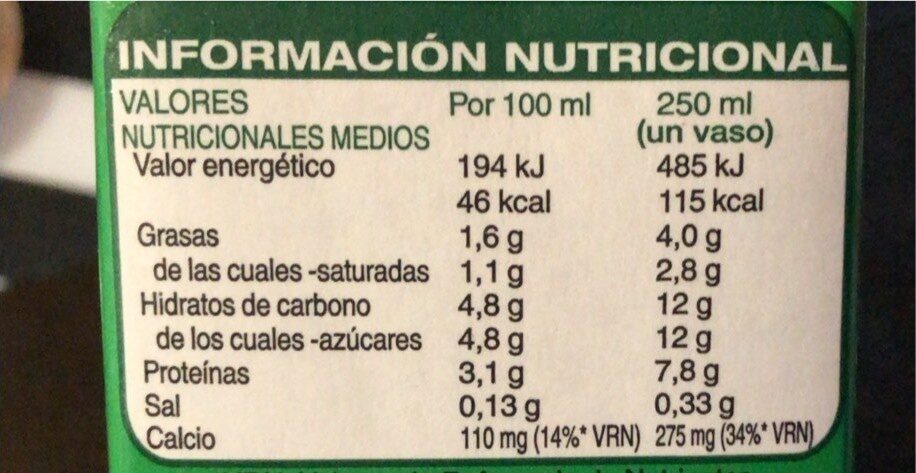 INFORMACIÓN NUTRICIONAL
VALORES Por 100 ml 250 ml
NUTRICIONALES MEDIOS (un vaso)
Valor energético 194 kJ 485 kJ
46 kcal 115 kcal
Grasas 1,6 g 4,0 g
de las cuales -saturadas 1,1 g 2,8 g
Hidratos de carbono 4,8 g 12 g
de los cuales -azúcares 4,8 g 12 g
Proteínas 3,1 g 7,8 g
Sal 0,13 g 0,33 g
Calcio 110 mg (14%* VRN) 275 mg (34%* VRN)